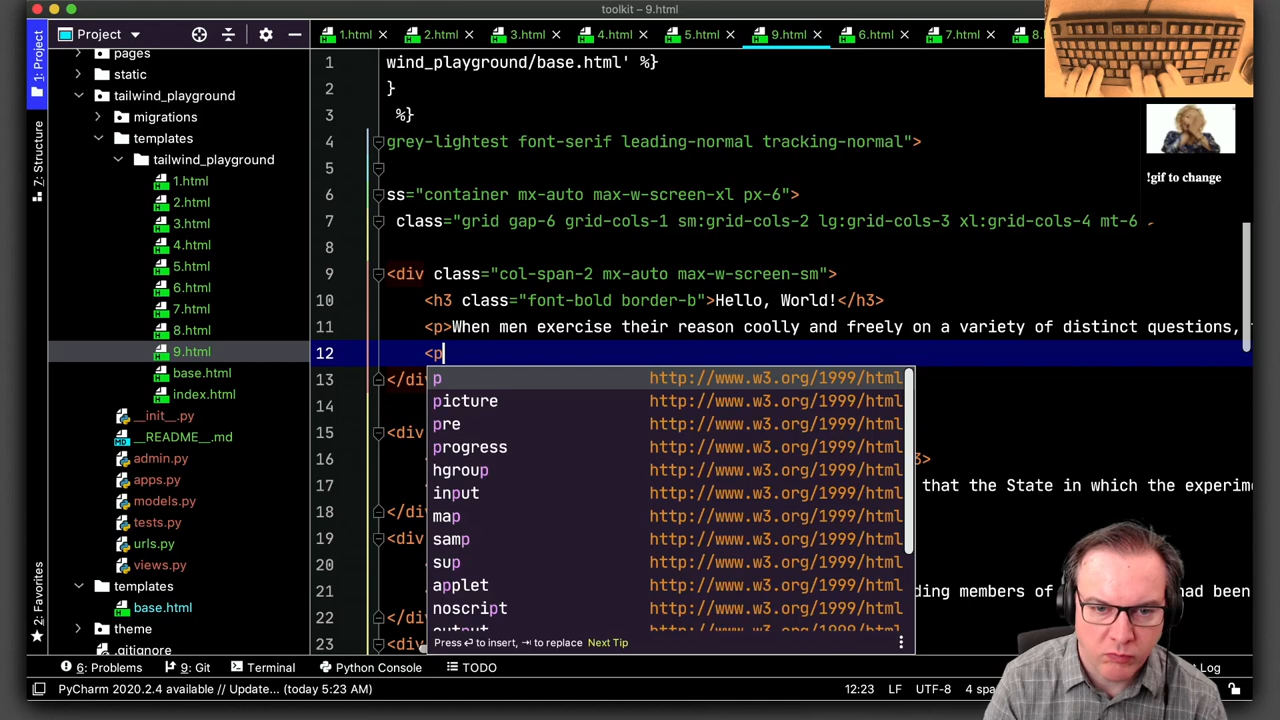 toolkit - 9.html
Project
1.html
2.html
3.html
4.html
5.html
9.html
6.html
7.html
8.h
1: Project
7: Structure
2: Favorites
pages
static
tailwind_playground
migrations
templates
tailwind_playground
1.html
2.html
3.html
4.html
5.html
6.html
7.html
8.html
9.html
base.html
index.html
__init__.py
__README__.md
admin.py
apps.py
models.py
tests.py
urls.py
views.py
templates
base.html
theme
.gitignore
1 wind_playground/base.html' %}
2 }
3 %}
4 grey-lightest font-serif leading-normal tracking-normal">
5
6 ss="container mx-auto max-w-screen-xl px-6">
7 class="grid gap-6 grid-cols-1 sm:grid-cols-2 lg:grid-cols-3 xl:grid-cols-4 mt-6
8
9 <div class="col-span-2 mx-auto max-w-screen-sm">
10 <h3 class="font-bold border-b">Hello, World!</h3>
11 <p>When men exercise their reason coolly and freely on a variety of distinct questions,
12 <p
13 </di
14
15 <div
16 3>
17 that the State in which the experim
18 </di
19 <div
20
21 ding members of had been
22 </di
23 <div
p http://www.w3.org/1999/html
picture http://www.w3.org/1999/html
pre http://www.w3.org/1999/html
progress http://www.w3.org/1999/html
hgroup http://www.w3.org/1999/html
input http://www.w3.org/1999/html
map http://www.w3.org/1999/html
samp http://www.w3.org/1999/html
sup http://www.w3.org/1999/html
applet http://www.w3.org/1999/html
noscript http://www.w3.org/1999/html
Press ⏎ to insert, ⇥ to replace Next Tip
!gif to change
6: Problems
9: Git
Terminal
Python Console
TODO
Log
PyCharm 2020.2.4 available // Update... (today 5:23 AM)
12:23 LF UTF-8 4 spa